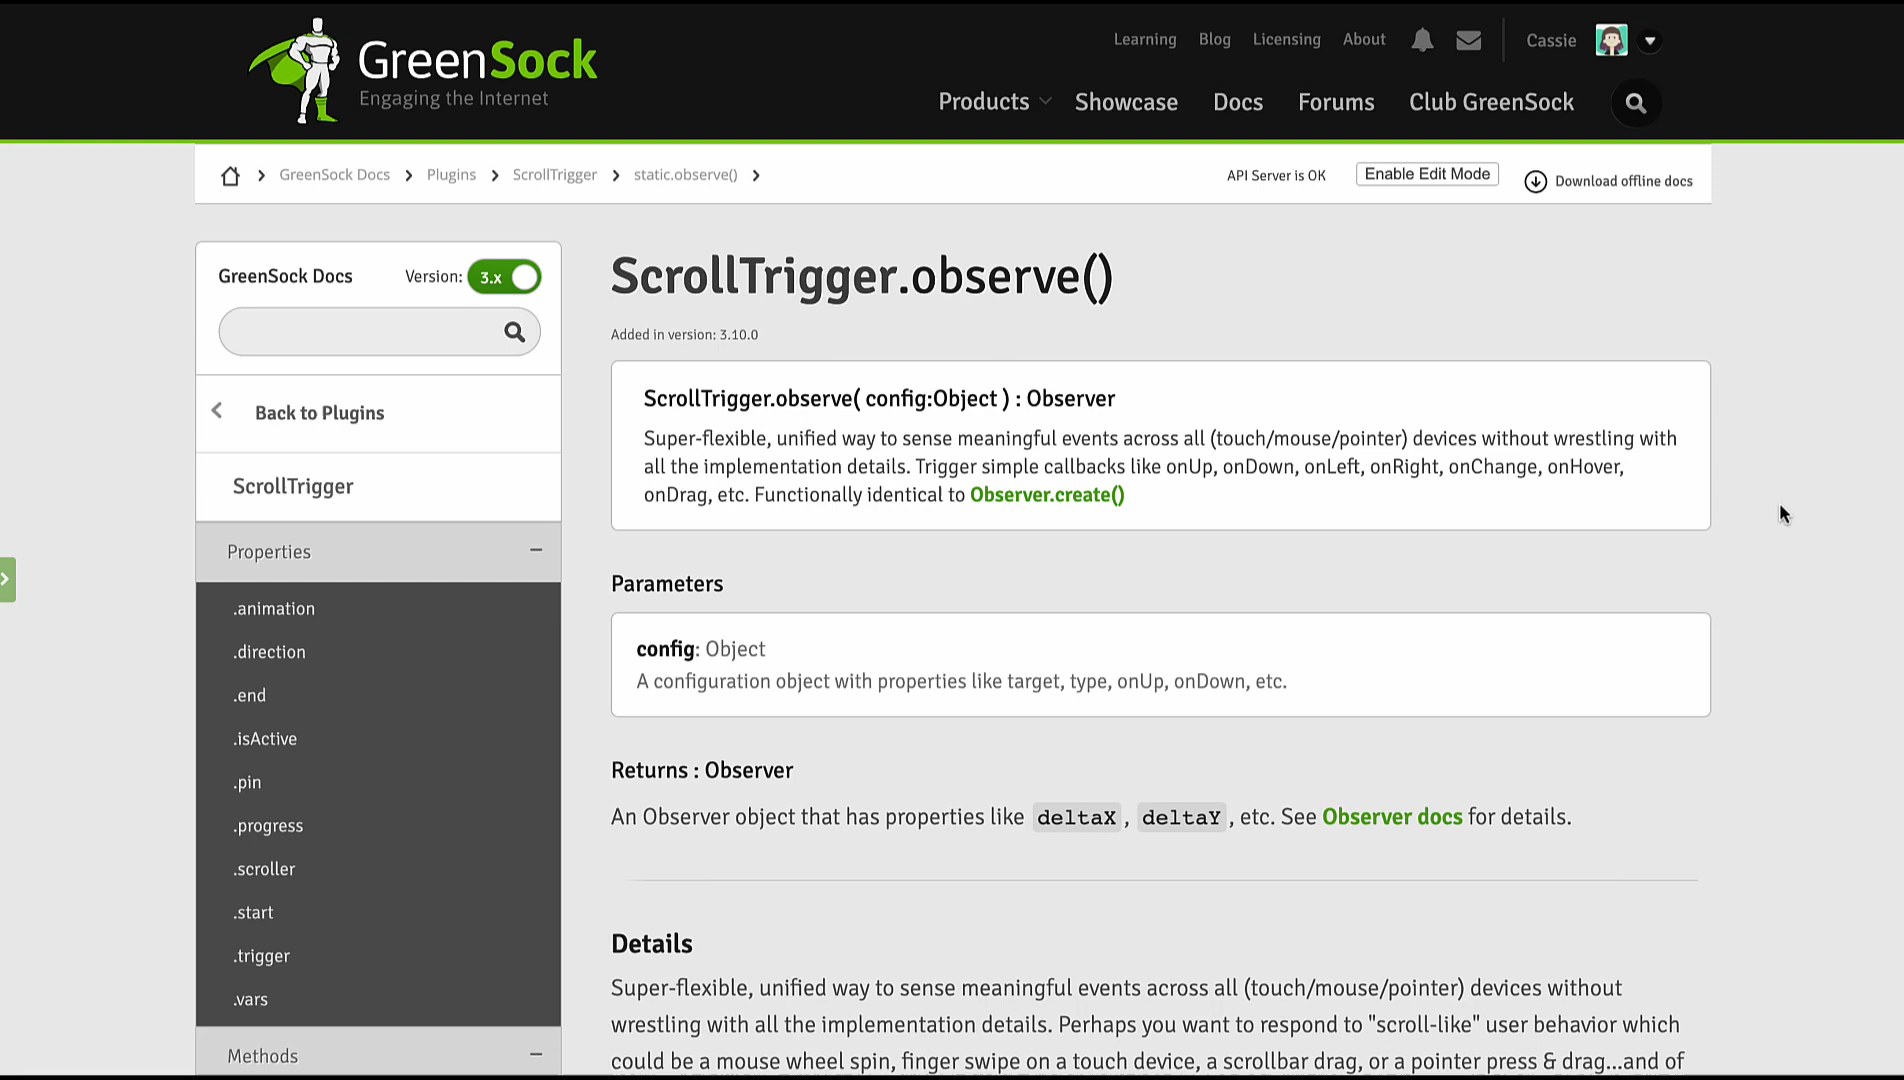 GreenSock
Engaging the Internet
Learning Blog Licensing About Cassie
Products Showcase Docs Forums Club GreenSock
GreenSock Docs Plugins ScrollTrigger static.observe()
API Server is OK Enable Edit Mode Download offline docs
GreenSock Docs Version: 3.x
Back to Plugins
ScrollTrigger
Properties
.animation
.direction
.end
.isActive
.pin
.progress
.scroller
.start
.trigger
.vars
Methods
ScrollTrigger.observe()
Added in version: 3.10.0
ScrollTrigger.observe( config:Object ) : Observer
Super-flexible, unified way to sense meaningful events across all (touch/mouse/pointer) devices without wrestling with
all the implementation details. Trigger simple callbacks like onUp, onDown, onLeft, onRight, onChange, onHover,
onDrag, etc. Functionally identical to Observer.create()
Parameters
config: Object
A configuration object with properties like target, type, onUp, onDown, etc.
Returns : Observer
An Observer object that has properties like deltaX, deltaY, etc. See Observer docs for details.
Details
Super-flexible, unified way to sense meaningful events across all (touch/mouse/pointer) devices without
wrestling with all the implementation details. Perhaps you want to respond to "scroll-like" user behavior which
could be a mouse wheel spin, finger swipe on a touch device, a scrollbar drag, or a pointer press & drag...and of